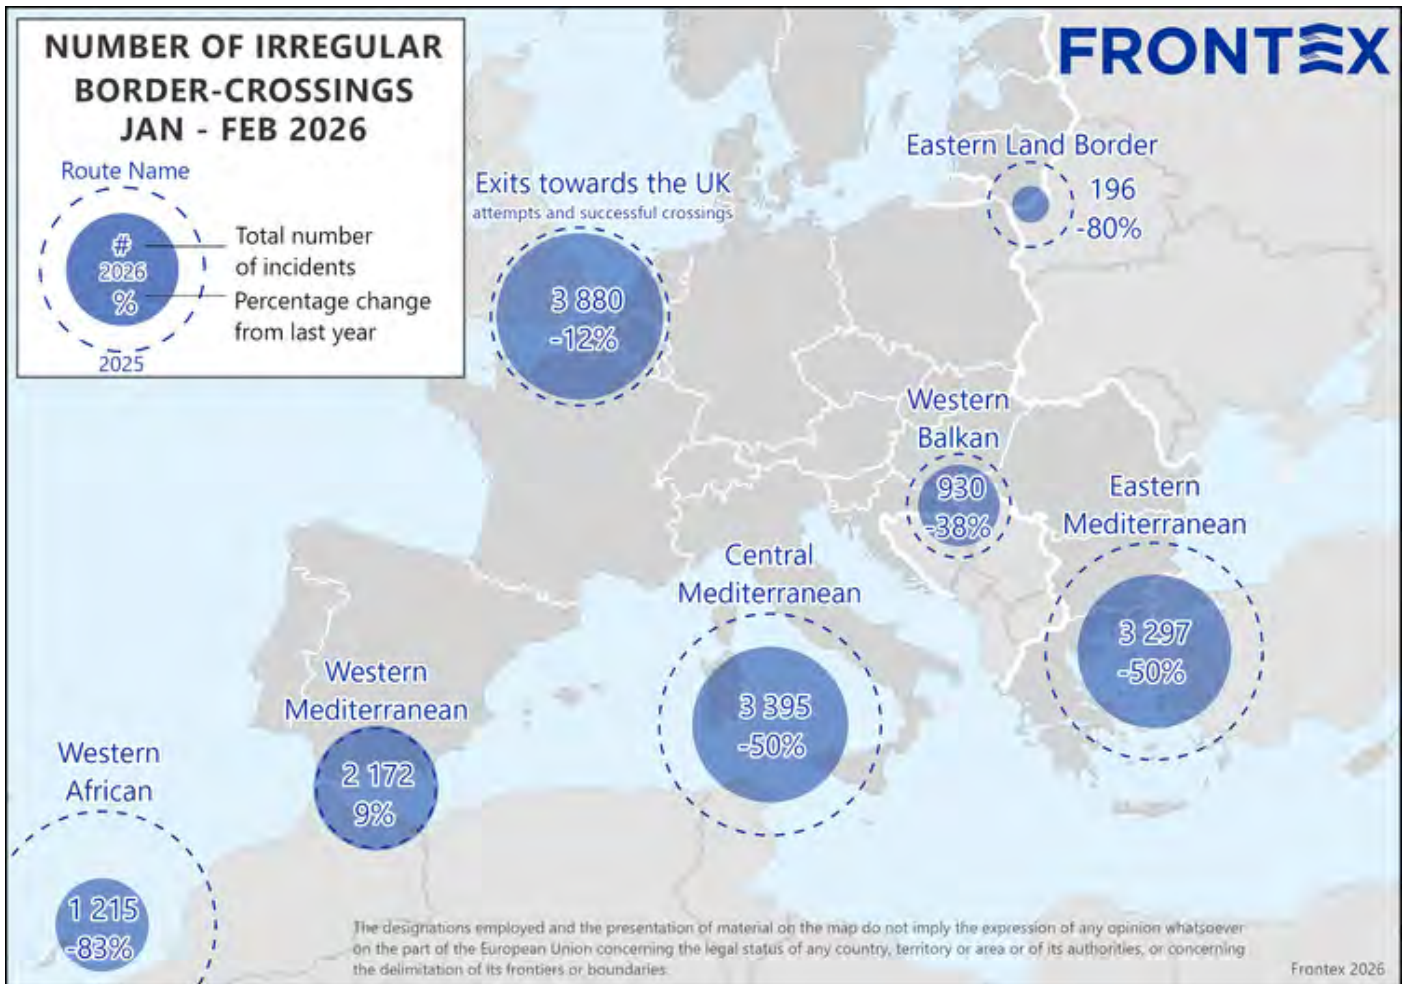 NUMBER OF IRREGULAR
BORDER-CROSSINGS
JAN - FEB 2026
Route Name
#
2026
%
Total number
of incidents
Percentage change
from last year
2025
FRONTEX
Eastern Land Border
196
-80%
Exits towards the UK
attempts and successful crossings
3 880
-12%
Western
Balkan
930
-38%
Eastern
Mediterranean
3 297
-50%
Central
Mediterranean
3 395
-50%
Western
Mediterranean
2 172
9%
Western
African
1 215
-83%
The designations employed and the presentation of material on the map do not imply the expression of any opinion whatsoever
on the part of the European Union concerning the legal status of any country, territory or area or of its authorities, or concerning
the delimitation of its frontiers or boundaries.
Frontex 2026